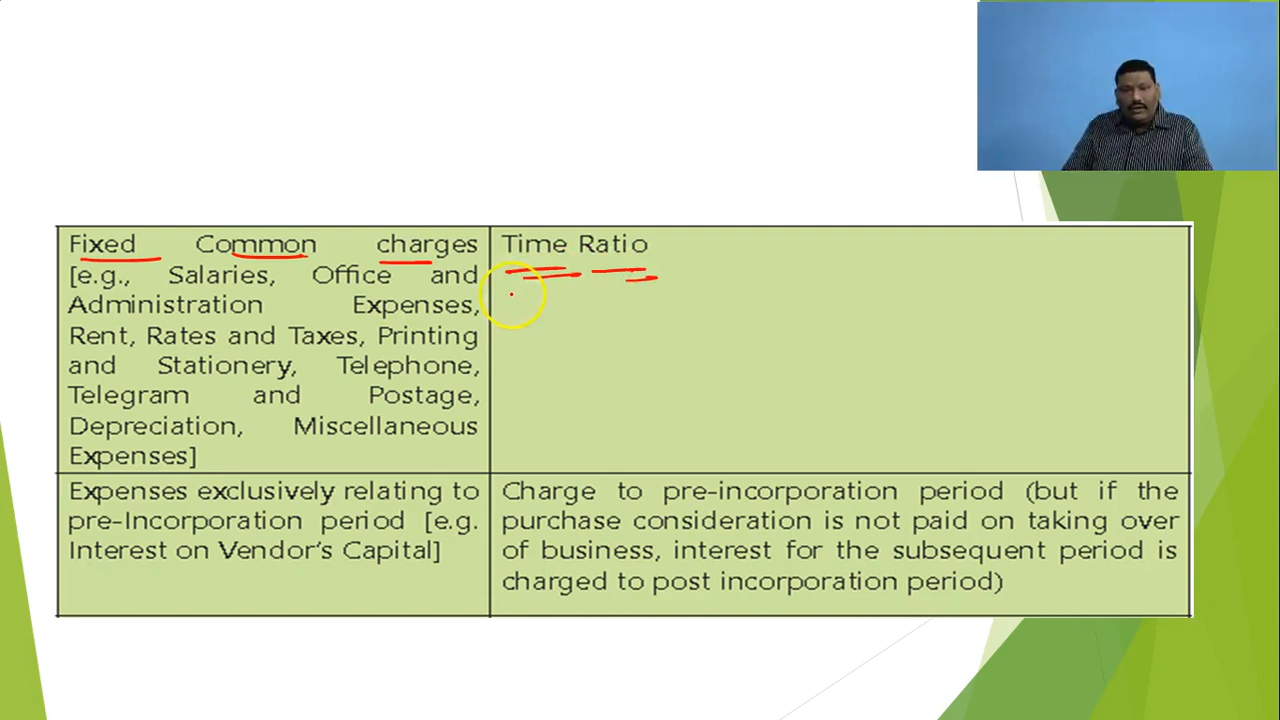 Fixed Common charges
[e.g., Salaries, Office and
Administration Expenses,
Rent, Rates and Taxes, Printing
and Stationery, Telephone,
Telegram and Postage,
Depreciation, Miscellaneous
Expenses]
Time Ratio
Expenses exclusively relating to
pre-Incorporation period [e.g.
Interest on Vendor's Capital]
Charge to pre-incorporation period (but if the
purchase consideration is not paid on taking over
of business, interest for the subsequent period is
charged to post incorporation period)